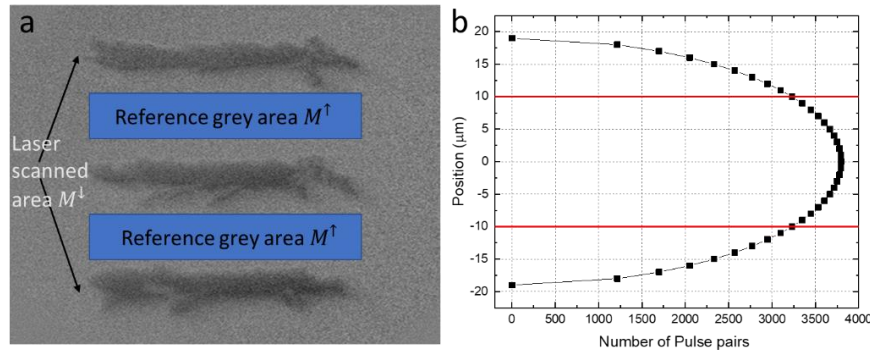 a
Reference grey area M↑
Laser
scanned
area M↓
Reference grey area M↑
b
Position (μm)
20
15
10
5
0
-5
-10
-15
-20
0 500 1000 1500 2000 2500 3000 3500 4000
Number of Pulse pairs